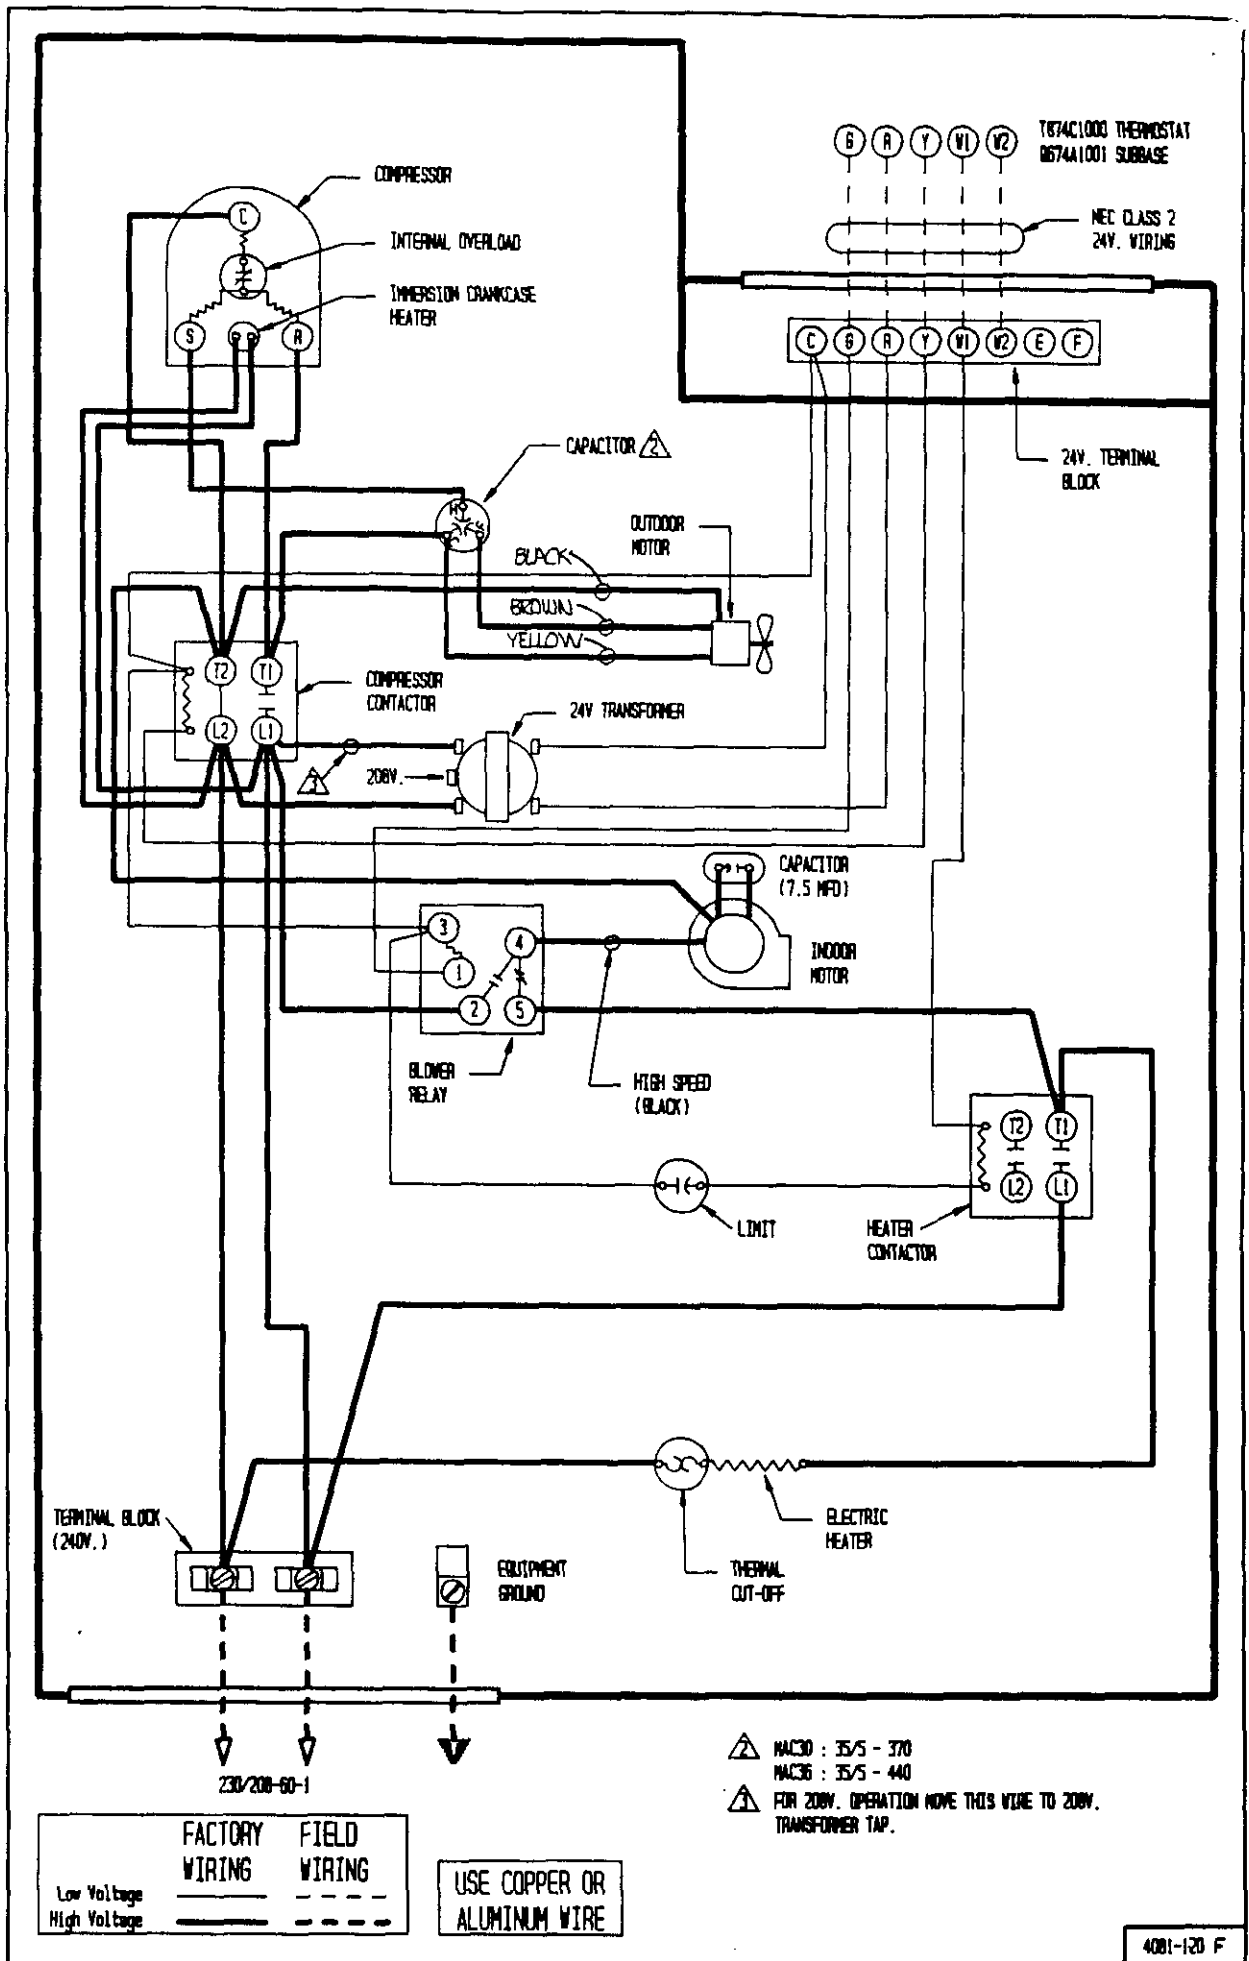 T874C1000 THERMOSTAT
Q674A1001 SUBBASE
G R Y W1 W2
COMPRESSOR
C
NEC CLASS 2
24V. WIRING
INTERNAL OVERLOAD
IMMERSION CRANKCASE
HEATER
S R
C G R Y W1 W2 E F
24V. TERMINAL
BLOCK
CAPACITOR 2
H
C
OUTDOOR
MOTOR
BLACK
BROWN
YELLOW
T2 T1
L2 L1
COMPRESSOR
CONTACTOR
24V TRANSFORMER
3
208V.
CAPACITOR
(7.5 MFD)
INDOOR
MOTOR
3 4
1
2 5
BLOWER
RELAY
HIGH SPEED
(BLACK)
T2 T1
L2 L1
LIMIT
HEATER
CONTACTOR
ELECTRIC
HEATER
THERMAL
CUT-OFF
TERMINAL BLOCK
(240V.)
EQUIPMENT
GROUND
230/208-60-1
2 MAC30 : 35/5 - 370
MAC36 : 35/5 - 440
3 FOR 208V. OPERATION MOVE THIS WIRE TO 208V.
TRANSFORMER TAP.
FACTORY WIRING
FIELD WIRING
Low Voltage
High Voltage
USE COPPER OR
ALUMINUM WIRE
4081-120 F